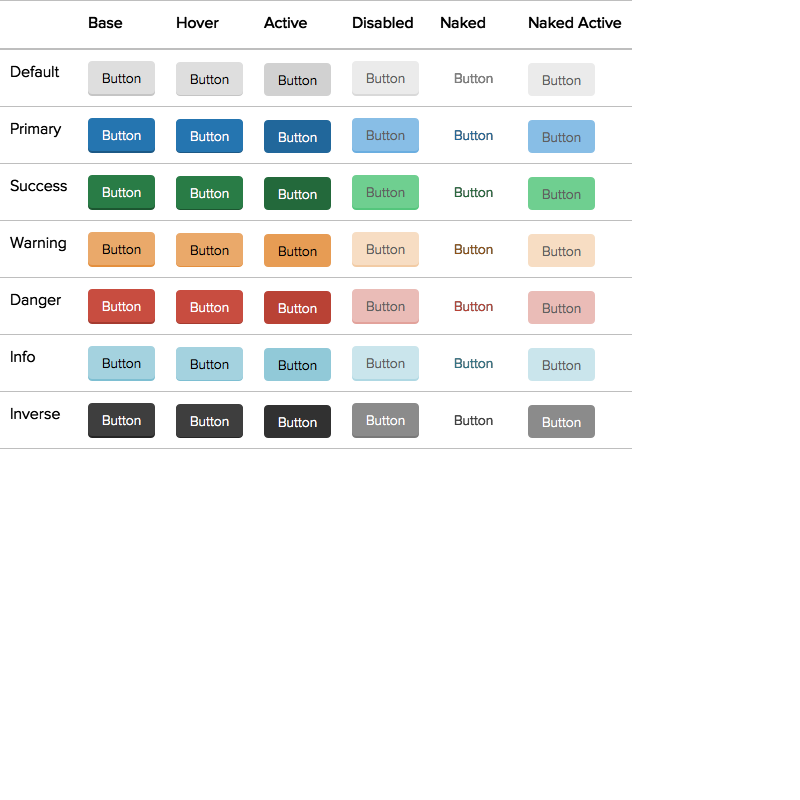 Base Hover Active Disabled Naked Naked Active
Default Button Button Button Button Button Button
Primary Button Button Button Button Button Button
Success Button Button Button Button Button Button
Warning Button Button Button Button Button Button
Danger Button Button Button Button Button Button
Info Button Button Button Button Button Button
Inverse Button Button Button Button Button Button